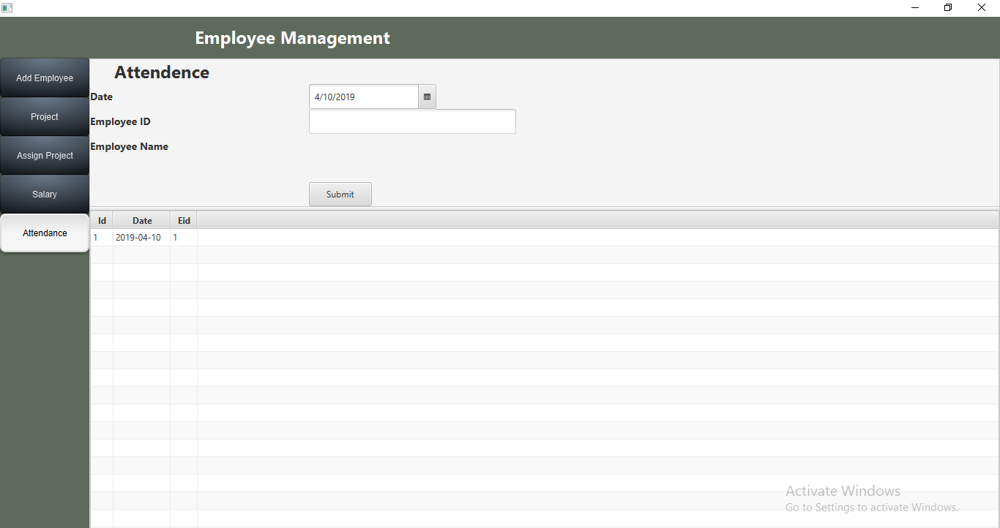 Employee Management
Add Employee
Project
Assign Project
Salary
Attendance
Attendence
Date
4/10/2019
Employee ID
Employee Name
Submit
Id Date Eid
1 2019-04-10 1
Activate Windows
Go to Settings to activate Windows.